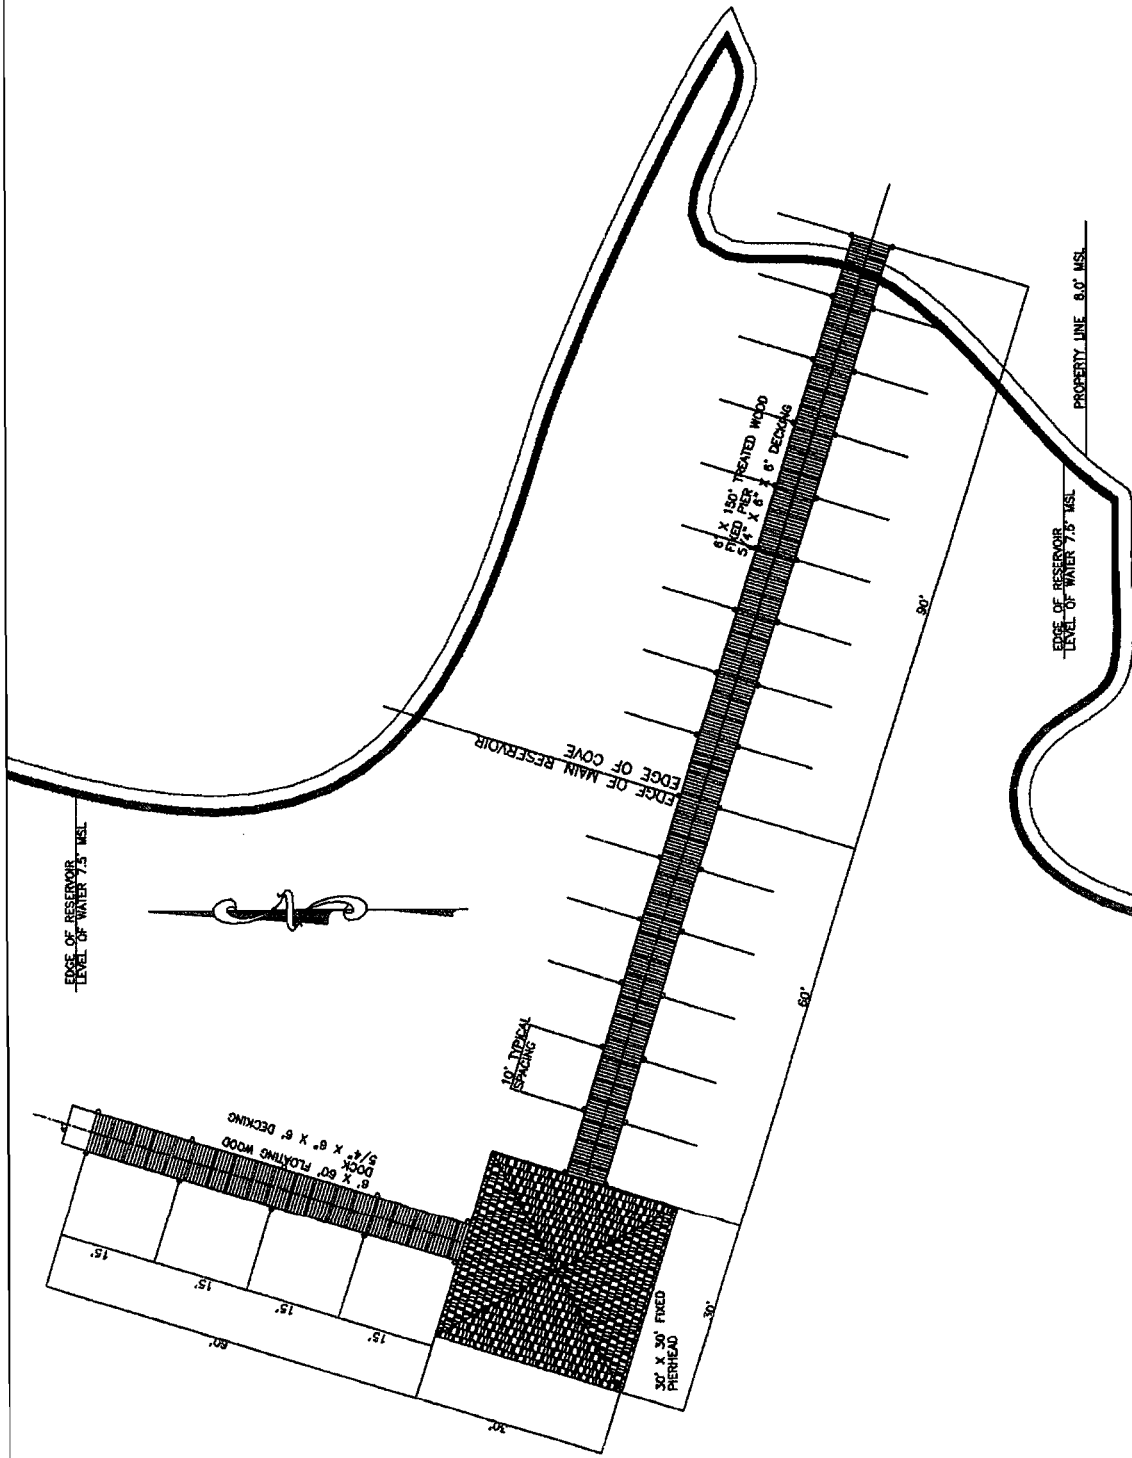 PROPERTY LINE 8.0' MSL
EDGE OF RESERVOIR
LEVEL OF WATER 7.5' MSL
6' X 150' TREATED WOOD
FIXED PIER
5/4" X 6" X 6' DECKING
90'
EDGE OF MAIN RESERVOIR
EDGE OF COVE
EDGE OF RESERVOIR
LEVEL OF WATER 7.5' MSL
60'
10' TYPICAL
SPACING
6' X 60' FLOATING WOOD
DOCK
5/4" X 6" X 6' DECKING
15'
15'
15'
15'
60'
30'
30' X 30' FIXED
PIERHEAD
30'